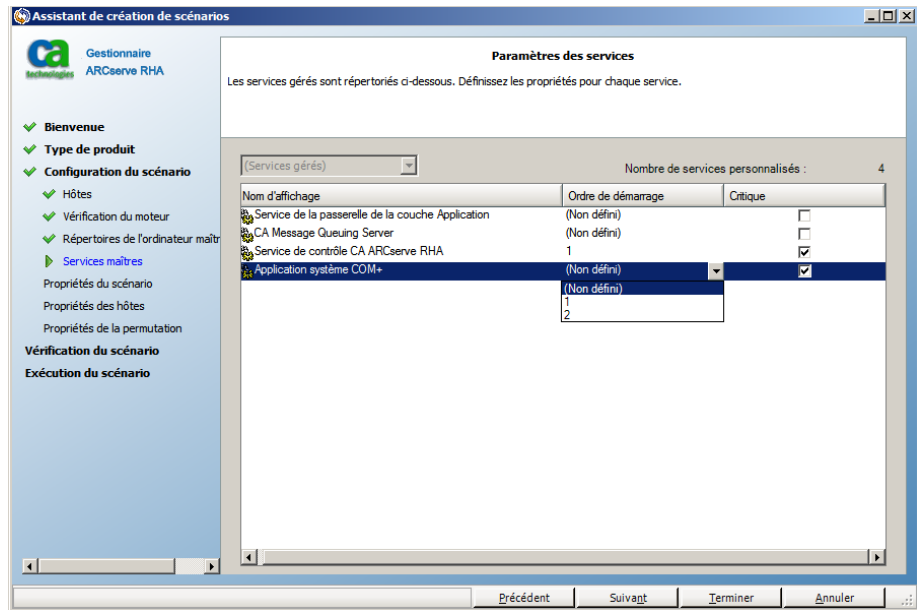 Assistant de création de scénarios
ca
technologies
Gestionnaire
ARCserve RHA
Paramètres des services
Les services gérés sont répertoriés ci-dessous. Définissez les propriétés pour chaque service.
Bienvenue
Type de produit
Configuration du scénario
Hôtes
Vérification du moteur
Répertoires de l'ordinateur maîtr
Services maîtres
Propriétés du scénario
Propriétés des hôtes
Propriétés de la permutation
Vérification du scénario
Exécution du scénario
(Services gérés)
Nombre de services personnalisés : 4
Nom d'affichage Ordre de démarrage Critique
Service de la passerelle de la couche Application (Non défini)
CA Message Queuing Server (Non défini)
Service de contrôle CA ARCserve RHA 1
Application système COM+ (Non défini)
(Non défini)
1
2
Précédent Suivant Terminer Annuler